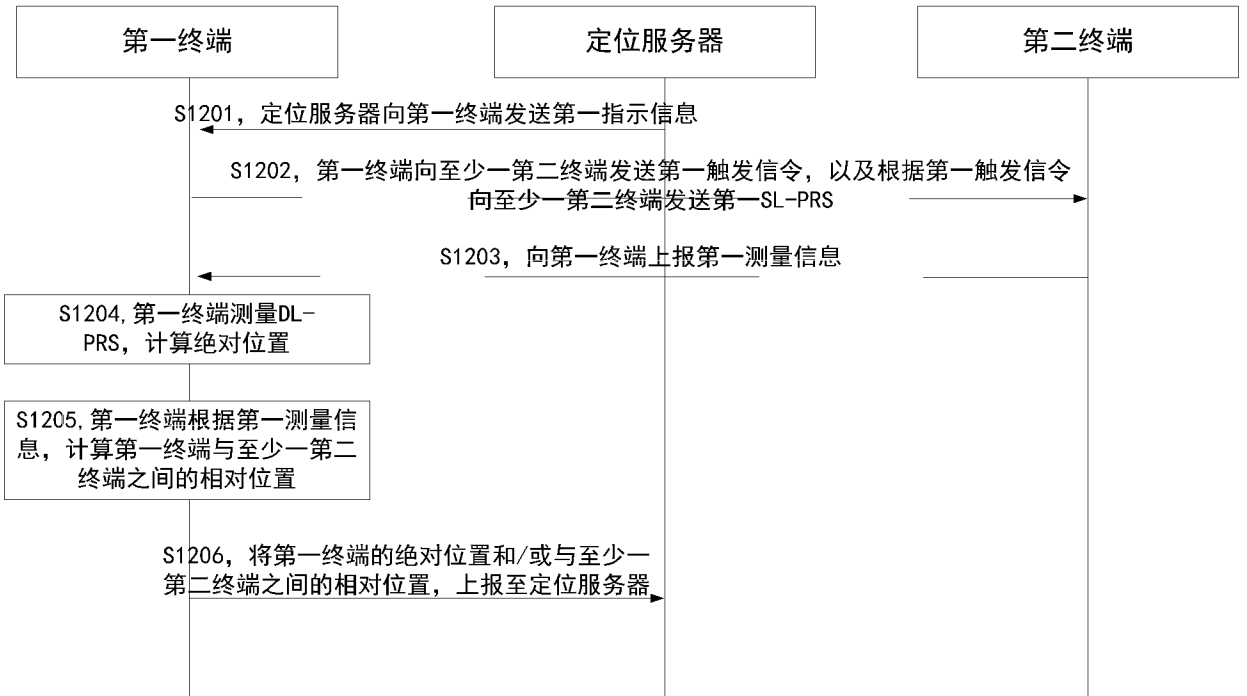 第一终端
定位服务器
第二终端
S1201，定位服务器向第一终端发送第一指示信息
S1202，第一终端向至少一第二终端发送第一触发信令，以及根据第一触发信令
向至少一第二终端发送第一SL-PRS
S1203，向第一终端上报第一测量信息
S1204,第一终端测量DL-
PRS，计算绝对位置
S1205,第一终端根据第一测量信
息，计算第一终端与至少一第二
终端之间的相对位置
S1206，将第一终端的绝对位置和/或与至少一
第二终端之间的相对位置，上报至定位服务器